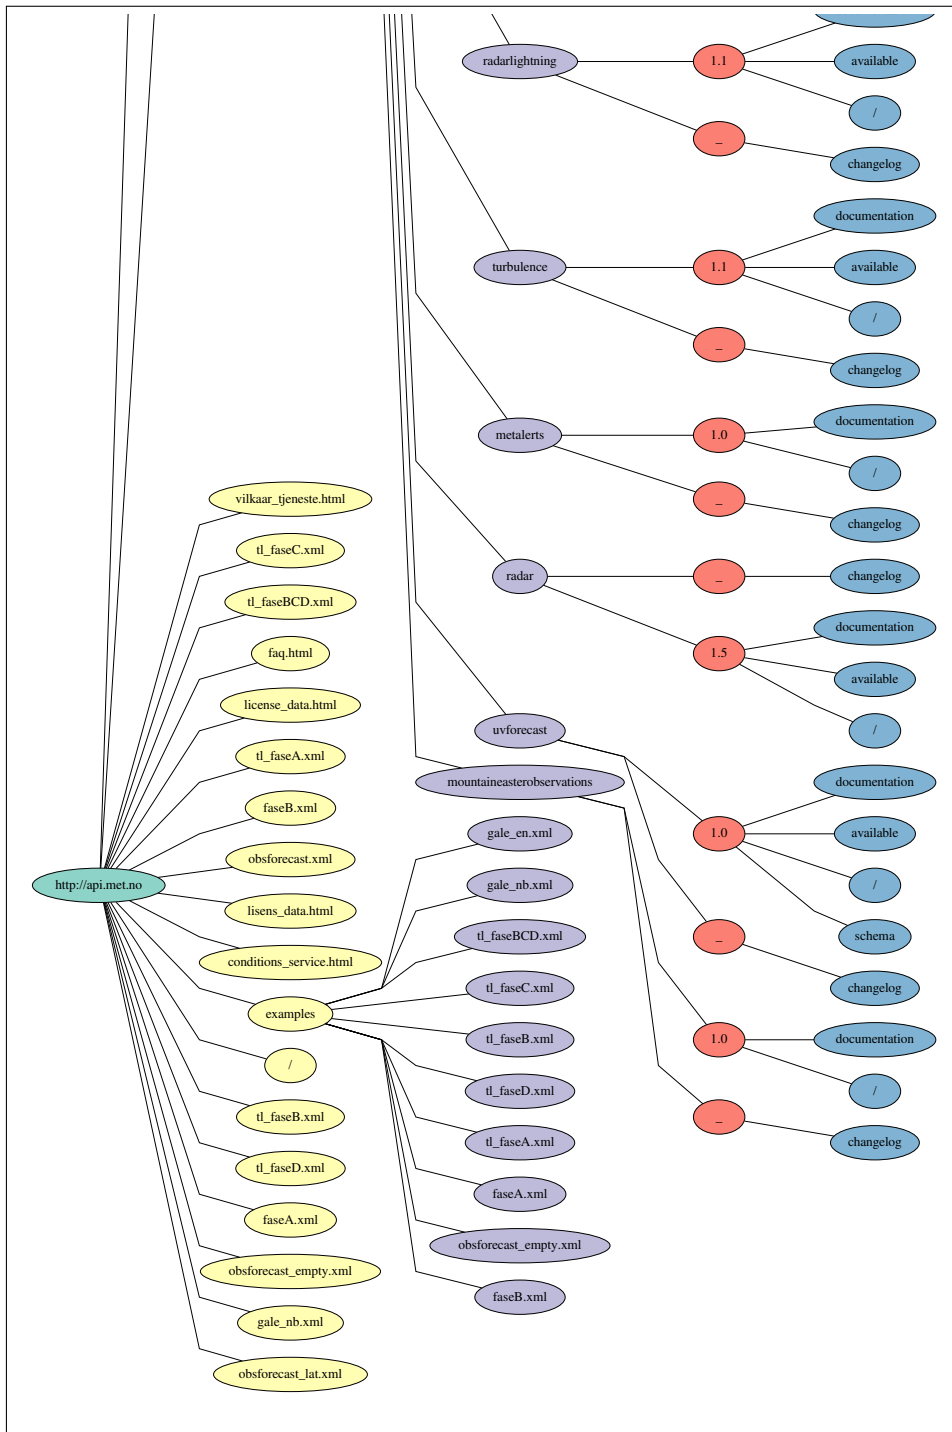 radarlightning
1.1
available
/
_
changelog
documentation
turbulence
1.1
available
/
_
changelog
documentation
metalerts
1.0
/
_
changelog
radar
_
changelog
documentation
1.5
available
/
uvforecast
mountaineasterobservations
documentation
1.0
available
/
schema
_
changelog
1.0
documentation
/
_
changelog
vilkaar_tjeneste.html
tl_faseC.xml
tl_faseBCD.xml
faq.html
license_data.html
tl_faseA.xml
faseB.xml
obsforecast.xml
http://api.met.no
lisens_data.html
conditions_service.html
examples
/
tl_faseB.xml
tl_faseD.xml
faseA.xml
obsforecast_empty.xml
gale_nb.xml
obsforecast_lat.xml
gale_en.xml
gale_nb.xml
tl_faseBCD.xml
tl_faseC.xml
tl_faseB.xml
tl_faseD.xml
tl_faseA.xml
faseA.xml
obsforecast_empty.xml
faseB.xml